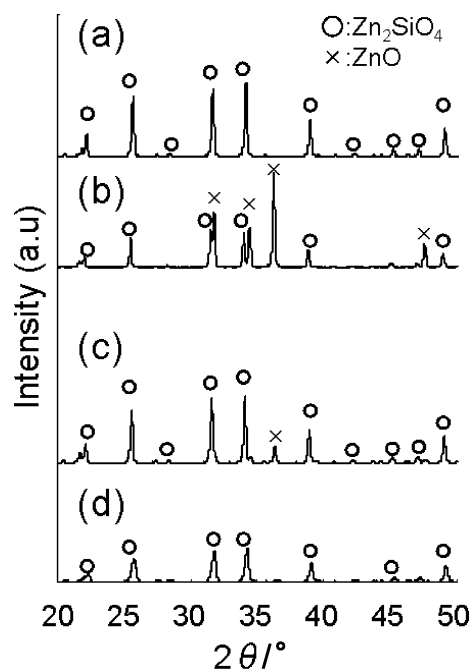 (a)
○:Zn₂SiO₄
×:ZnO
(b)
(c)
(d)
Intensity (a.u)
20 25 30 35 40 45 50
2θ/°